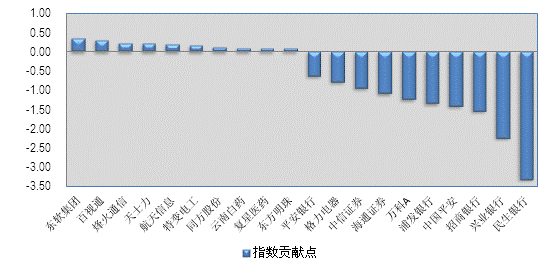 1.00
0.50
0.00
-0.50
-1.00
-1.50
-2.00
-2.50
-3.00
-3.50
东软集团
百视通
烽火通信
天士力
航天信息
特变电工
同方股份
云南白药
复星医药
东方明珠
平安银行
格力电器
中信证券
海通证券
万科A
浦发银行
中国平安
招商银行
兴业银行
民生银行
指数贡献点